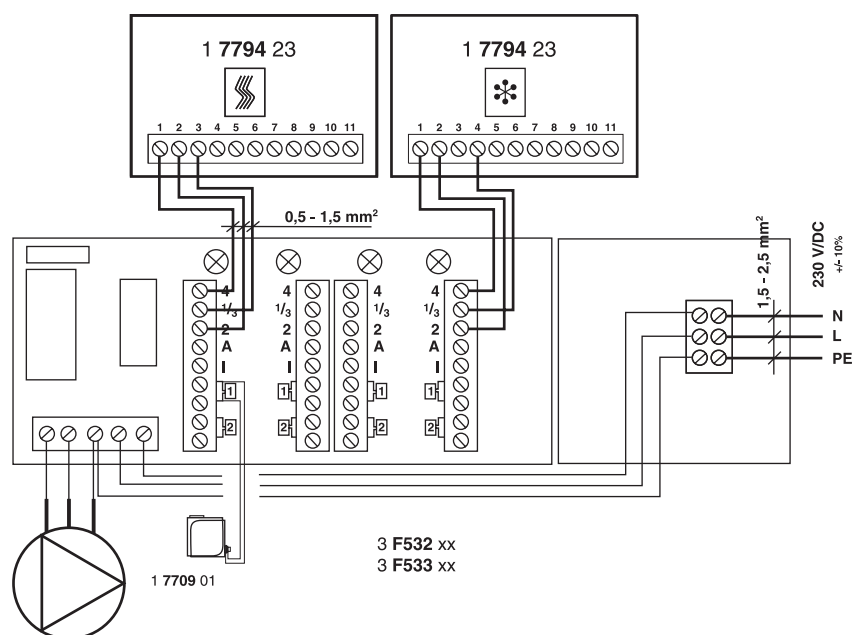 1 7794 23
1 2 3 4 5 6 7 8 9 10 11
1 7794 23
1 2 3 4 5 6 7 8 9 10 11
0,5 - 1,5 mm²
1,5 - 2,5 mm²
230 V/DC
+/- 10%
4 4 4 4
1/3 1/3 1/3 1/3
2 2 2 2
A A A A
I I I I
1 1 1 1
2 2 2 2
N
L
PE
3 F532 xx
3 F533 xx
1 7709 01